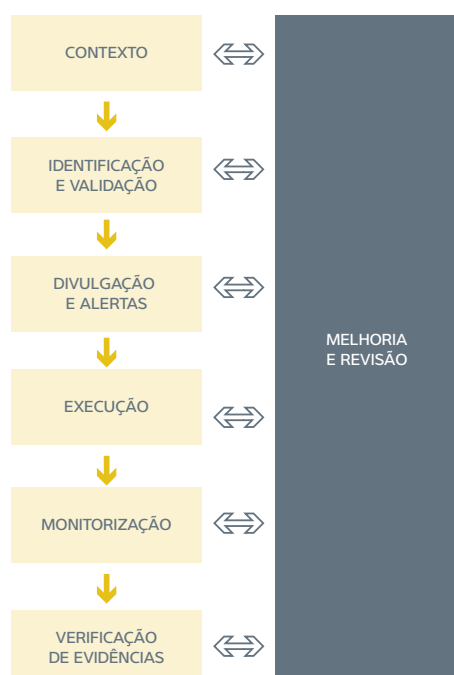 CONTEXTO
IDENTIFICAÇÃO
E VALIDAÇÃO
DIVULGAÇÃO
E ALERTAS
MELHORIA
E REVISÃO
EXECUÇÃO
MONITORIZAÇÃO
VERIFICAÇÃO
DE EVIDÊNCIAS